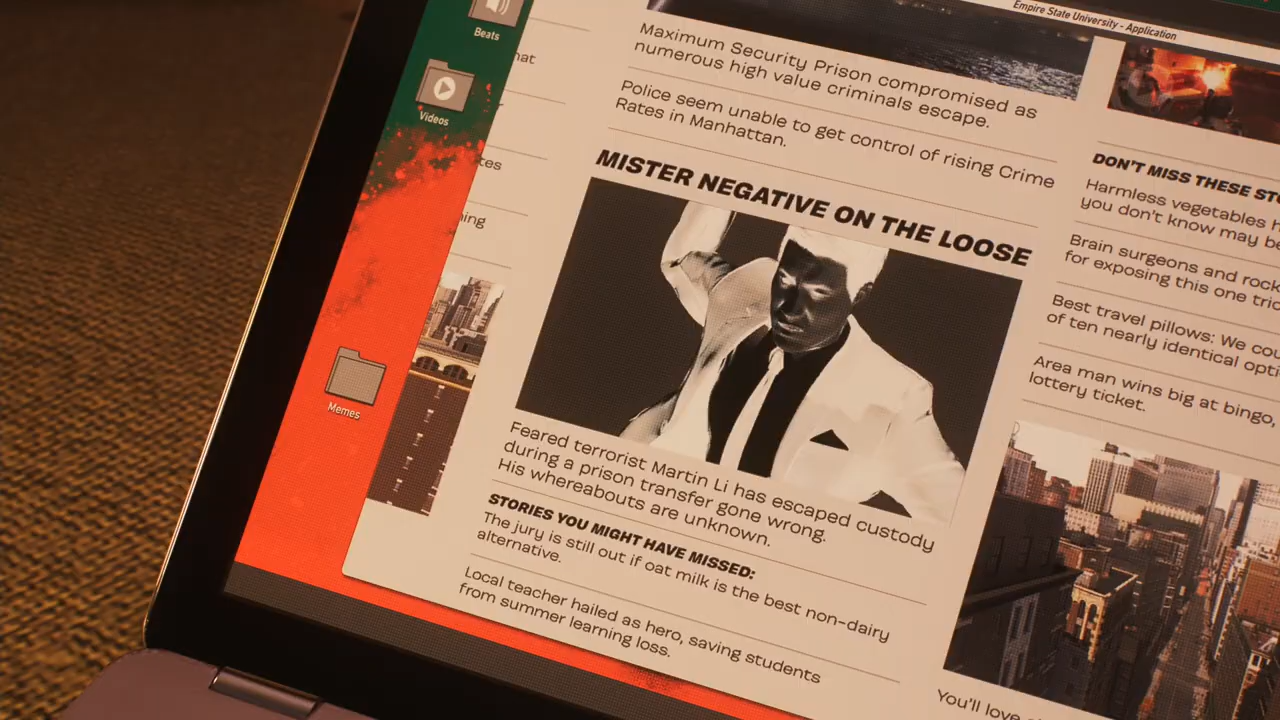 Empire State University - Application
Beats
Videos
Memes
Maximum Security Prison compromised as
numerous high value criminals escape.
Police seem unable to get control of rising Crime
Rates in Manhattan.
MISTER NEGATIVE ON THE LOOSE
Feared terrorist Martin Li has escaped custody
during a prison transfer gone wrong.
His whereabouts are unknown.
STORIES YOU MIGHT HAVE MISSED:
The jury is still out if oat milk is the best non-dairy
alternative.
Local teacher hailed as hero, saving students
from summer learning loss.
DON'T MISS THESE
Harmless vegetables
you don't know may be
Brain surgeons and
for exposing this one
Best travel pillows: We
of ten nearly identical
Area man wins big at bingo,
lottery ticket.
You'll love